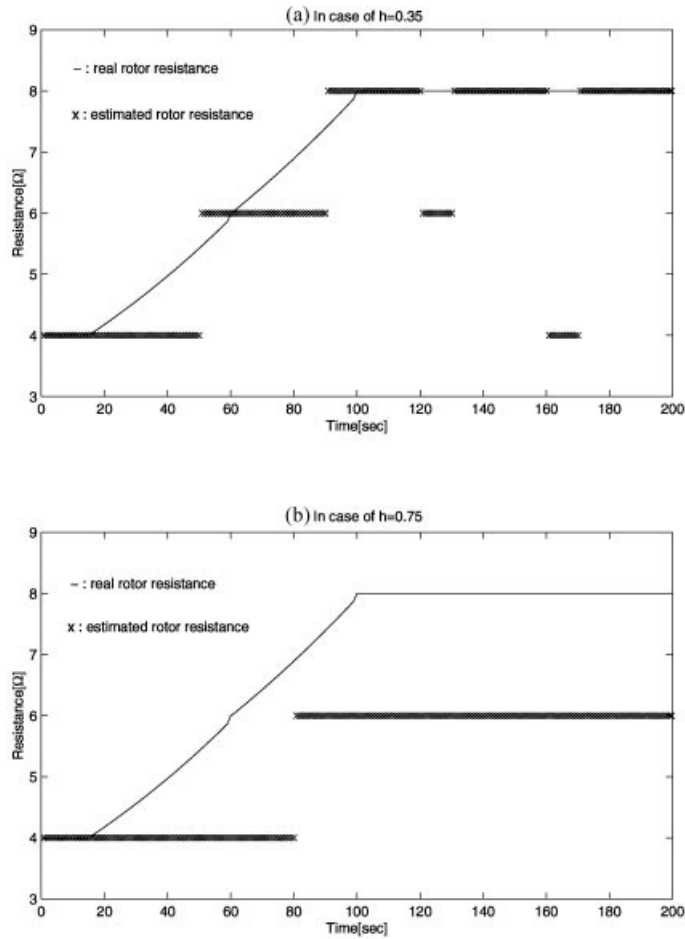 (a) In case of h=0.35
9
– : real rotor resistance
8
x : estimated rotor resistance
7
Resistance[Ω]
6
5
4
3
0 20 40 60 80 100 120 140 160 180 200
Time[sec]
(b) In case of h=0.75
9
– : real rotor resistance
8
x : estimated rotor resistance
7
Resistance[Ω]
6
5
4
3
0 20 40 60 80 100 120 140 160 180 200
Time[sec]